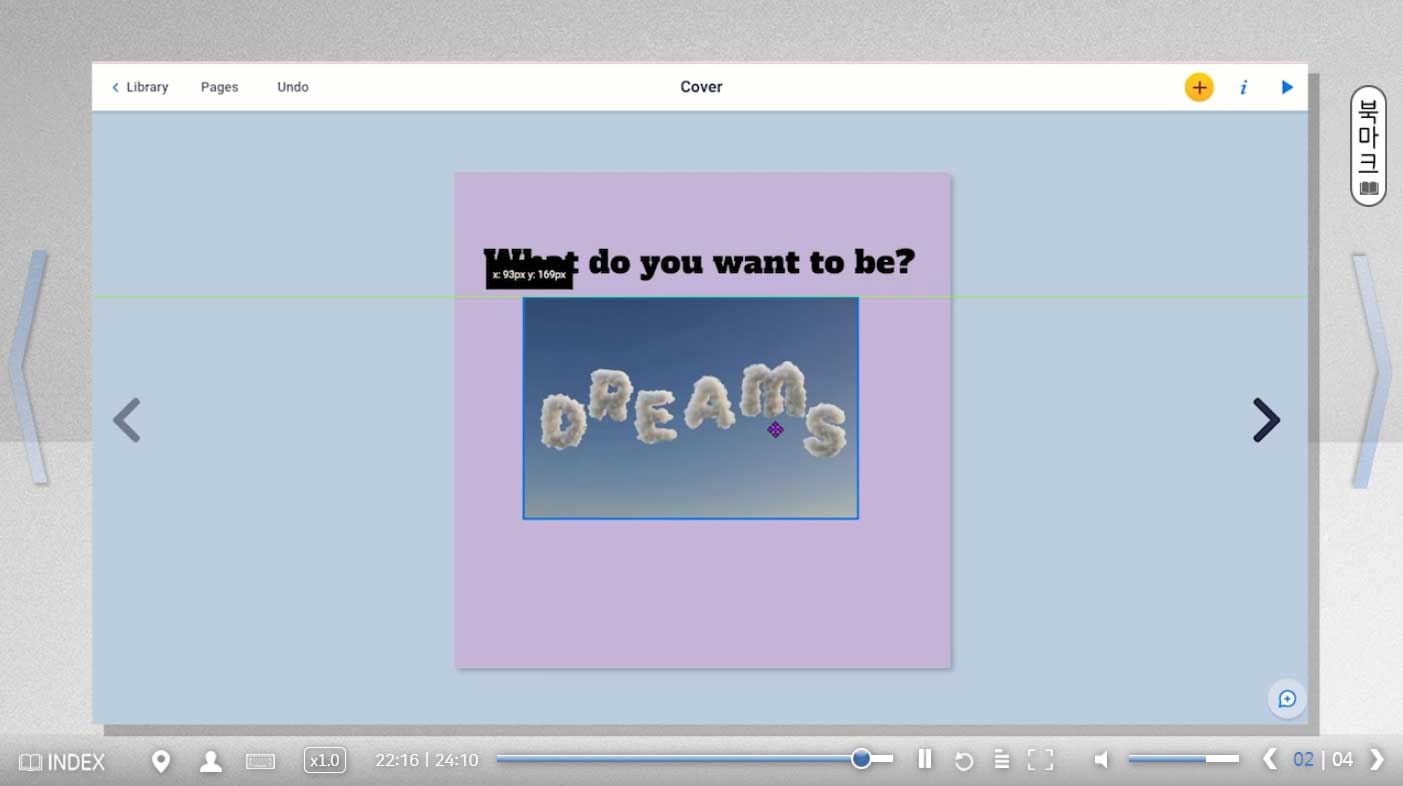 Library Pages Undo Cover i
북마크
What do you want to be?
x: 93px y: 169px
DREAMS
INDEX x1.0 22:16 | 24:10 02 | 04